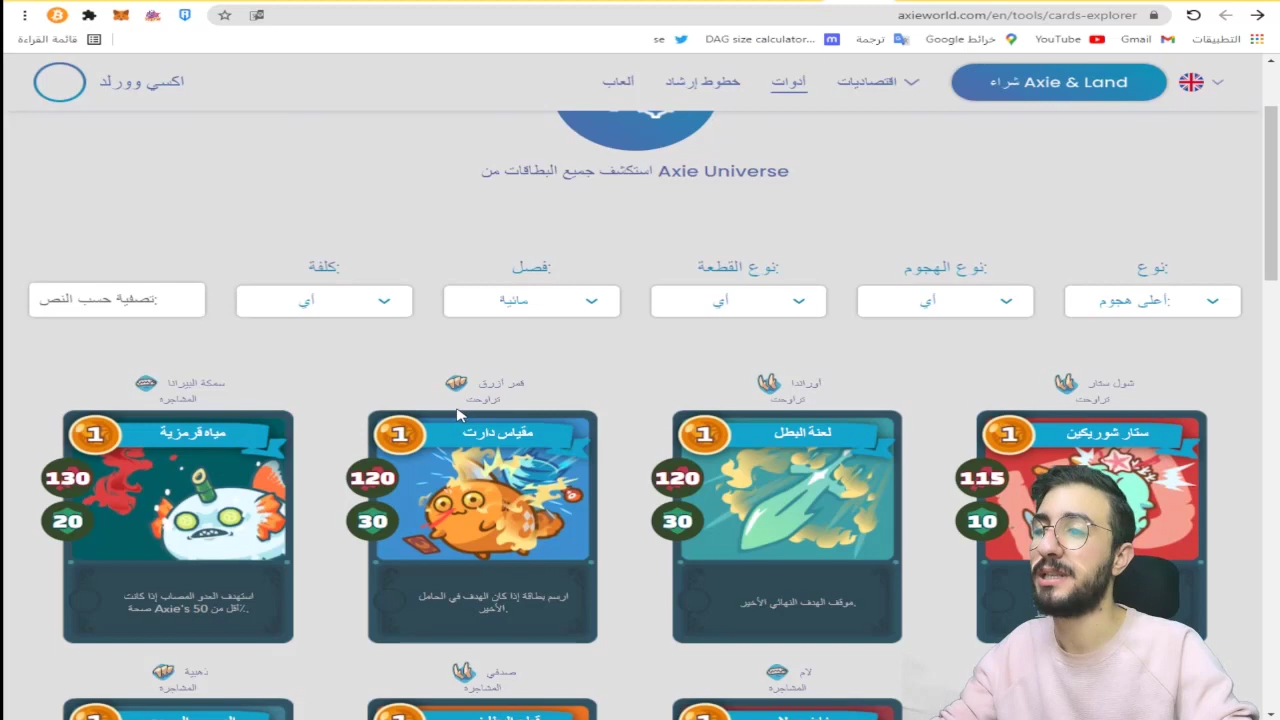 axieworld.com/en/tools/cards-explorer
التطبيقات
Gmail
YouTube
خرائط Google
ترجمة
DAG size calculator...
se
قائمة القراءة
شراء Axie & Land
اقتصاديات
أدوات
خطوط إرشاد
ألعاب
اكسي وورلد
استكشف جميع البطاقات من Axie Universe
نوع:
نوع الهجوم:
نوع القطعة:
فصل:
كلفة:
أعلى هجوم:
أي
أي
مائية
أي
تصفية حسب النص:
شول ستار
تراوحت
أوراندا
تراوحت
قمر أزرق
تراوحت
سمكة البيرانا
المشاجره
1
ستار شوريكين
115
10
1
لعنة البطل
120
30
موقف الهدف النهائي الأخير.
1
مقياس دارت
120
30
ارسم بطاقة إذا كان الهدف في الحامل
الأخير.
1
مياه قرمزية
130
20
استهدف العدو المصاب إذا كانت
صحة Axie's 50 أقل من٪.
لام
المشاجره
صدفي
المشاجره
ذهبية
المشاجره